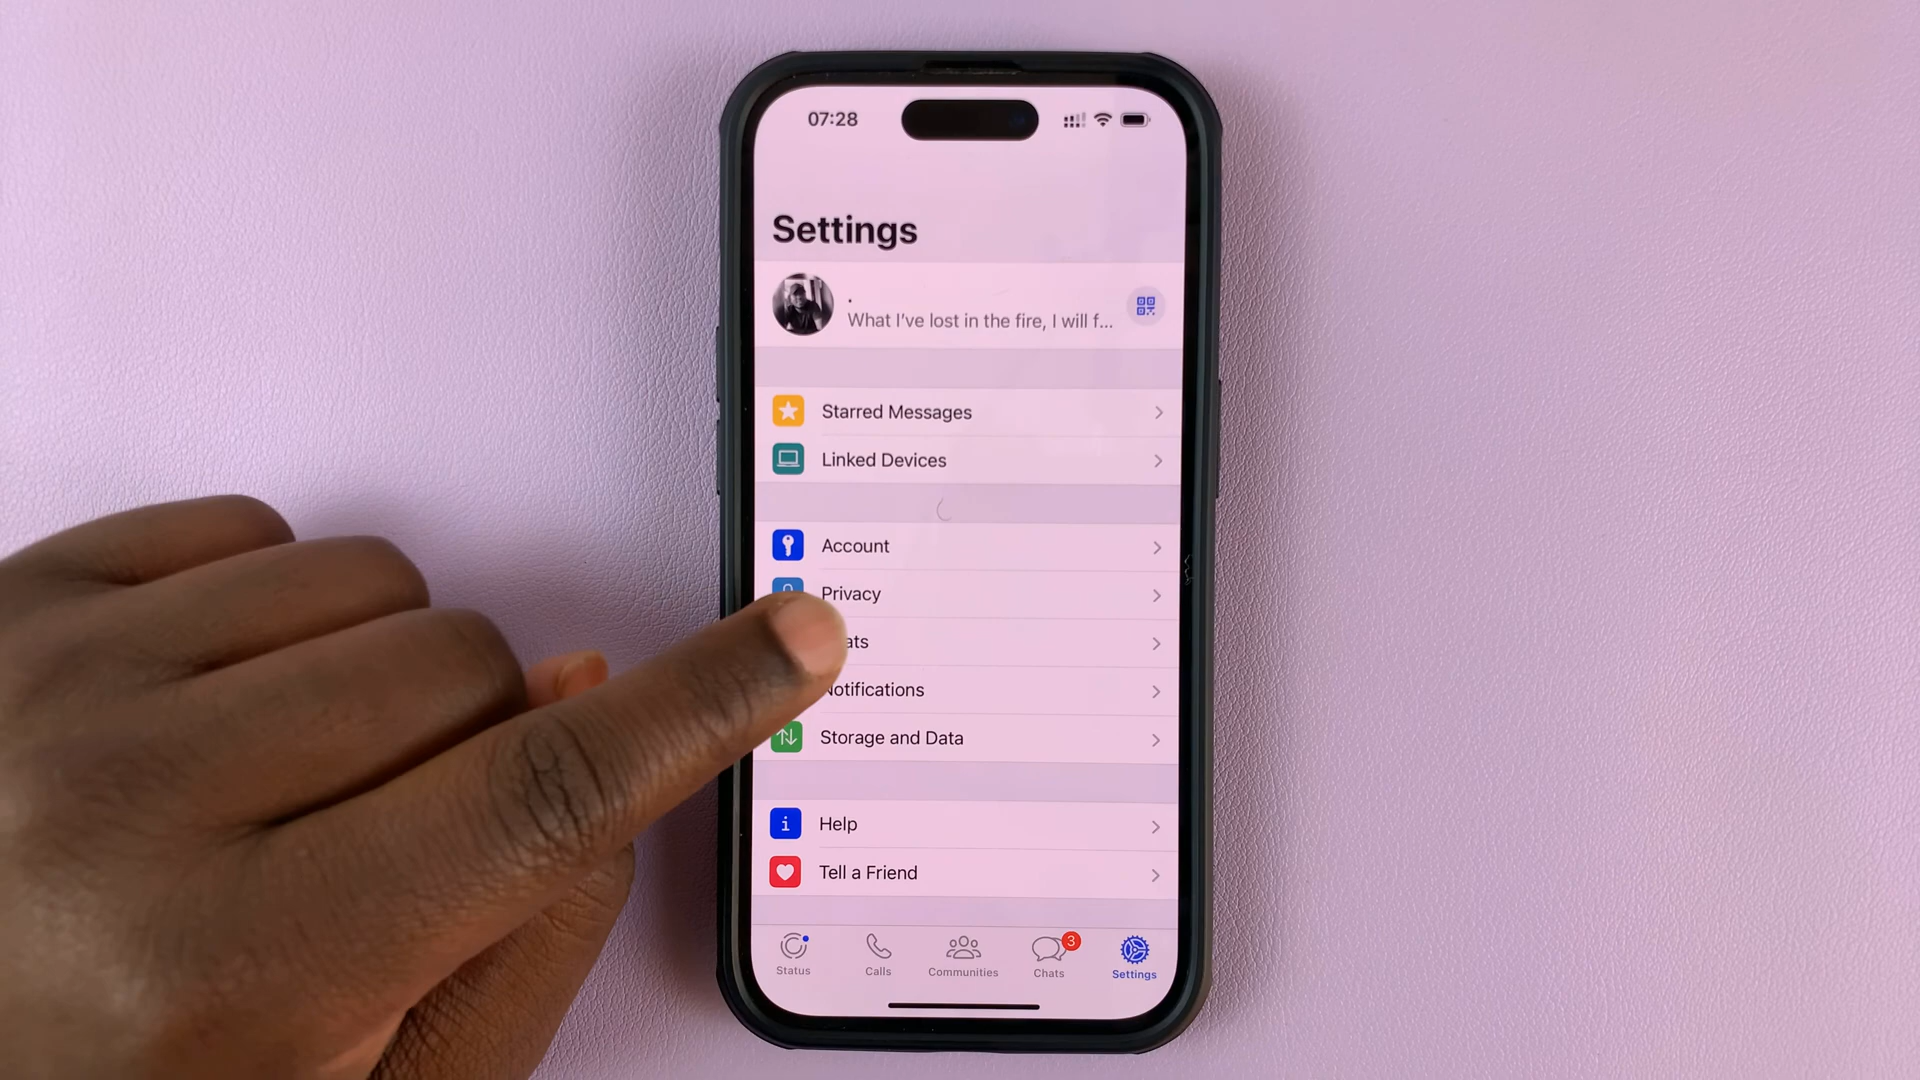 07:28
Settings
.
What I've lost in the fire, I will f...
Starred Messages
Linked Devices
Account
Privacy
ats
Notifications
Storage and Data
Help
Tell a Friend
Status
Calls
Communities
3
Chats
Settings